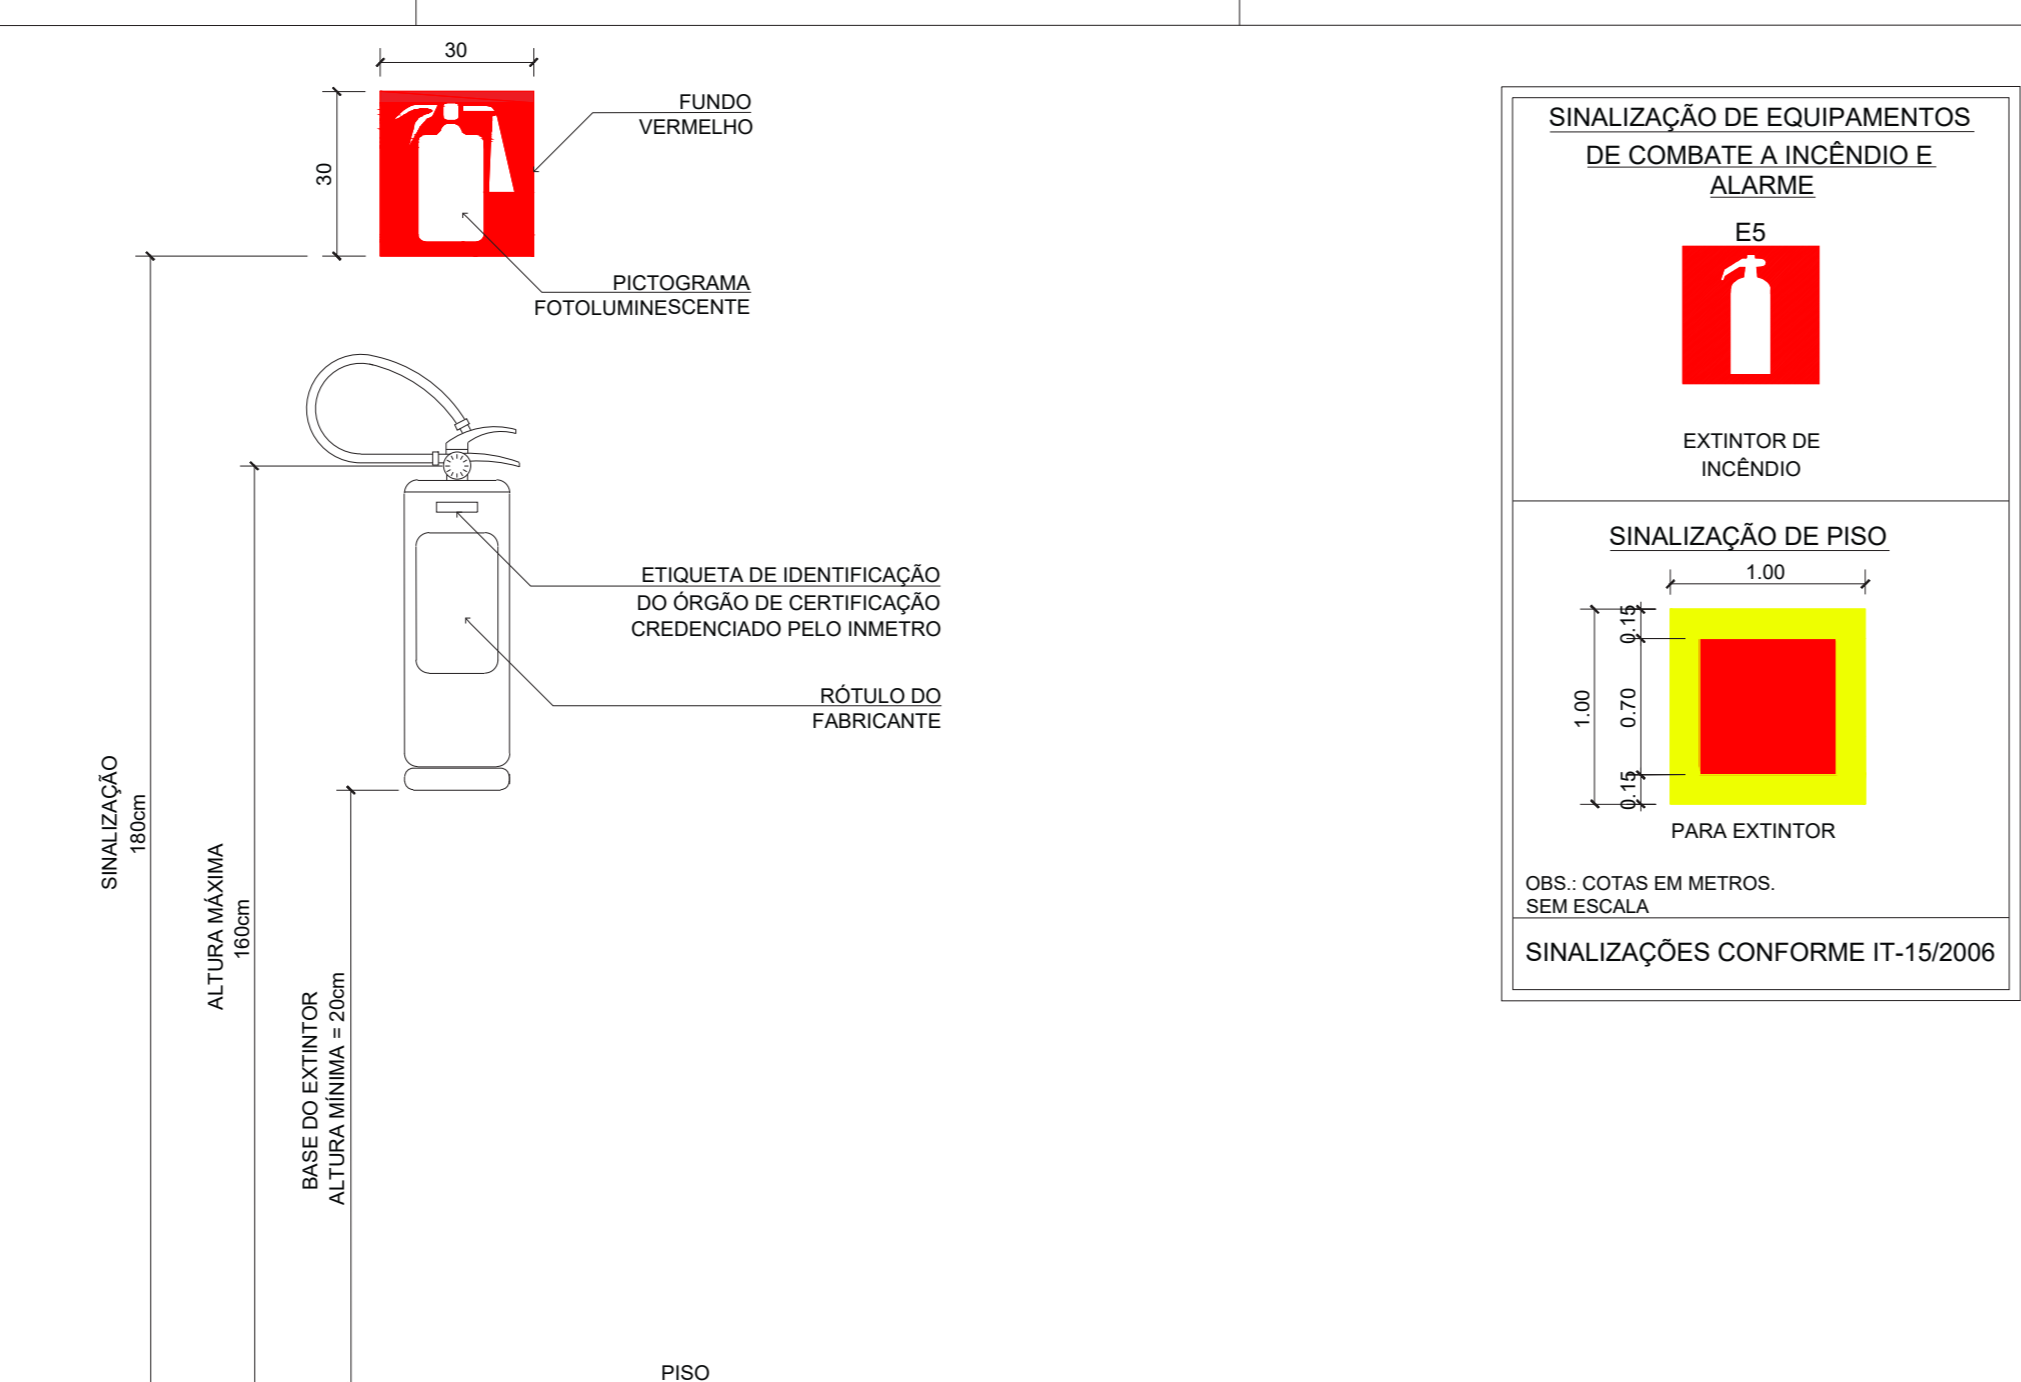 30
30
FUNDO
VERMELHO
PICTOGRAMA
FOTOLUMINESCENTE
ETIQUETA DE IDENTIFICAÇÃO
DO ÓRGÃO DE CERTIFICAÇÃO
CREDENCIADO PELO INMETRO
RÓTULO DO
FABRICANTE
SINALIZAÇÃO
180cm
ALTURA MÁXIMA
160cm
BASE DO EXTINTOR
ALTURA MÍNIMA = 20cm
PISO
SINALIZAÇÃO DE EQUIPAMENTOS
DE COMBATE A INCÊNDIO E
ALARME
E5
EXTINTOR DE
INCÊNDIO
SINALIZAÇÃO DE PISO
1.00
0.15
1.00
0.70
0.15
PARA EXTINTOR
OBS.: COTAS EM METROS.
SEM ESCALA
SINALIZAÇÕES CONFORME IT-15/2006